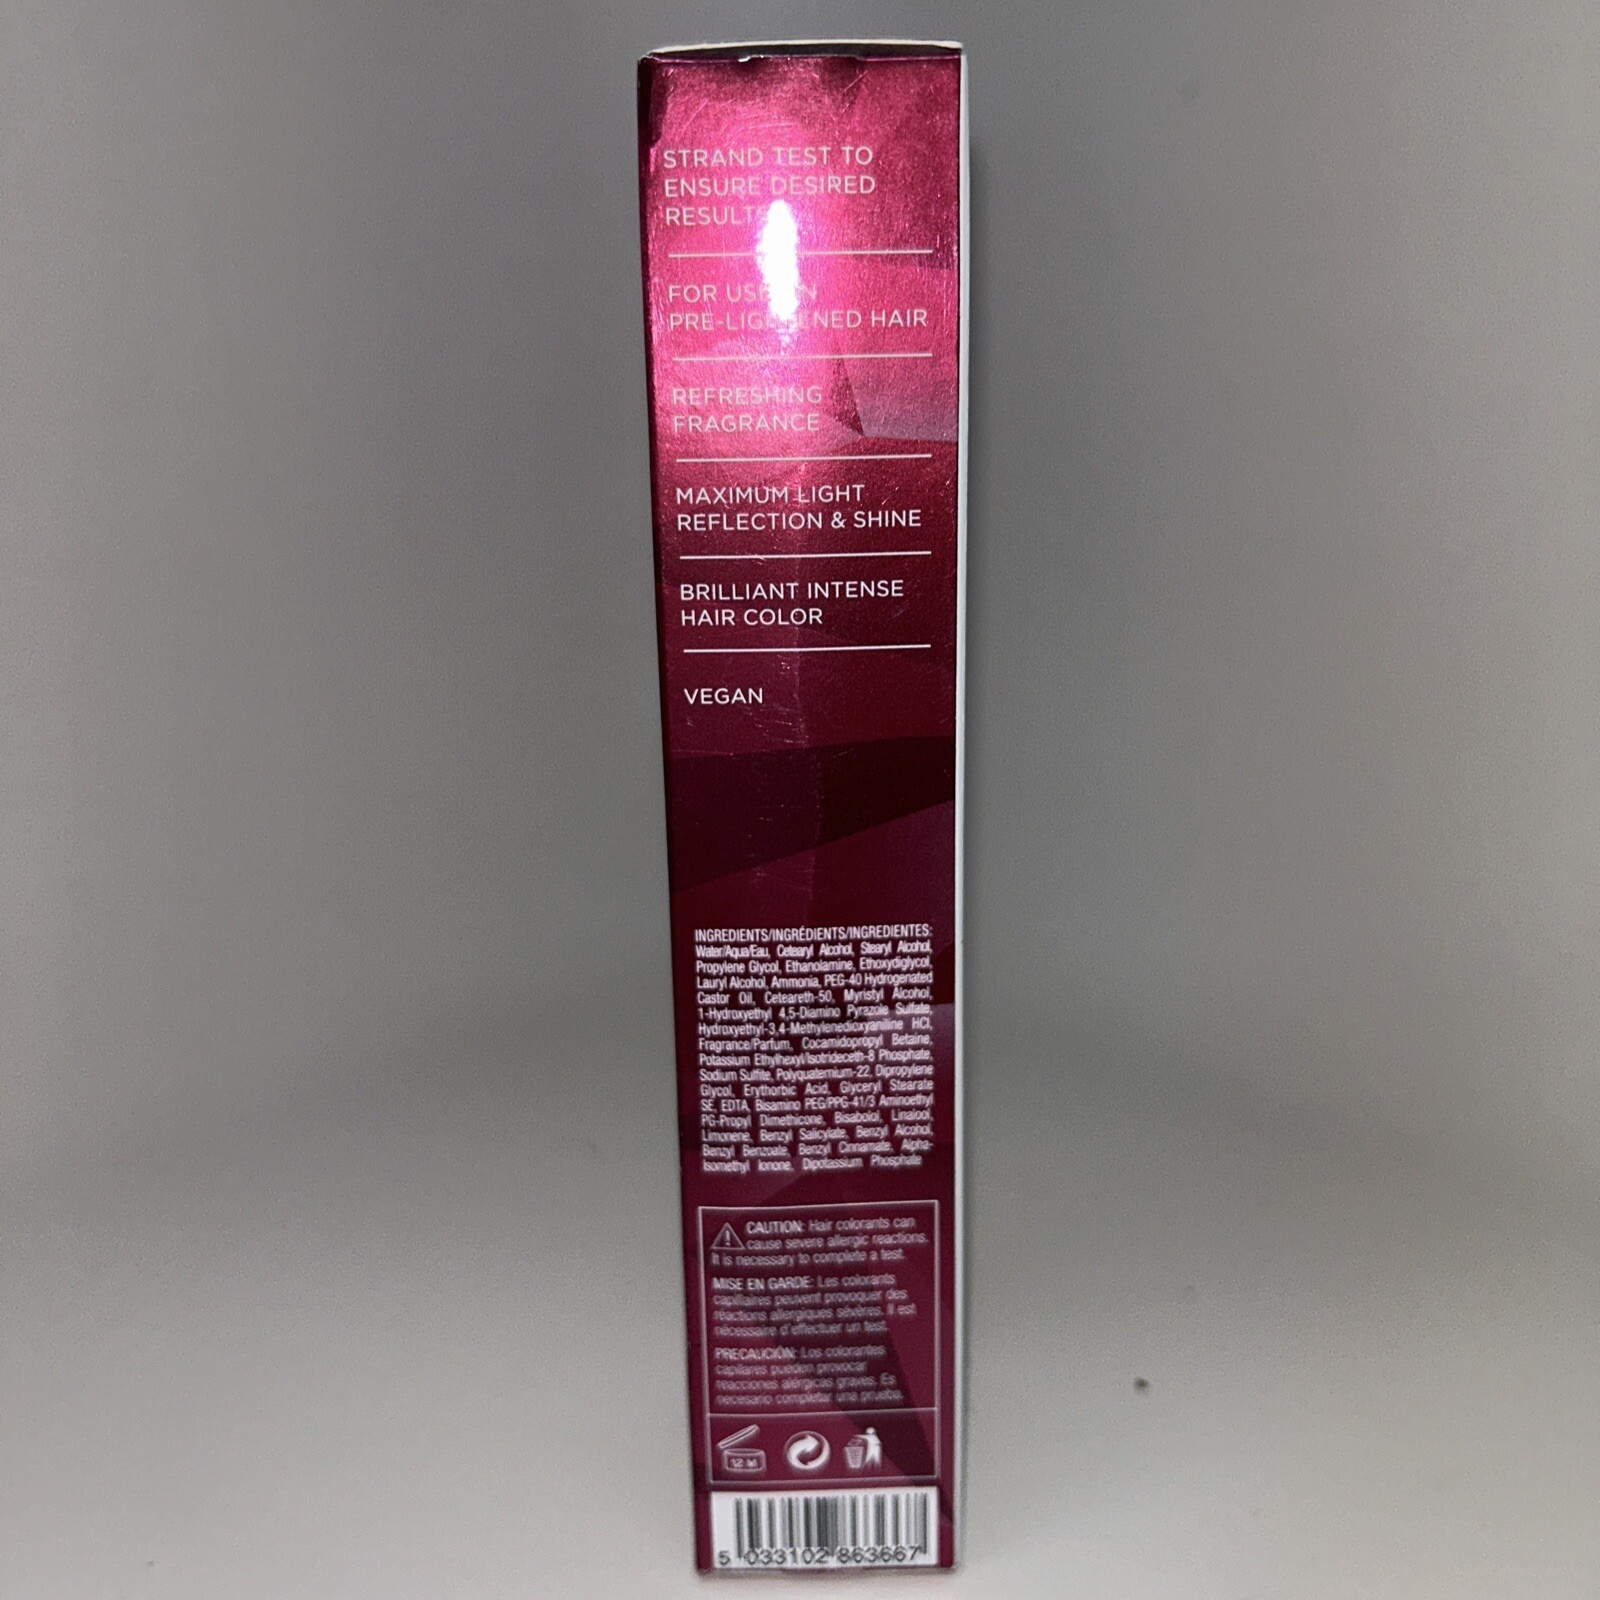 STRAND TEST TO
ENSURE DESIRED
RESULTS
FOR USE ON
PRE-LIGHTENED HAIR
REFRESHING
FRAGRANCE
MAXIMUM LIGHT
REFLECTION & SHINE
BRILLIANT INTENSE
HAIR COLOR
VEGAN
INGREDIENTS/INGRÉDIENTS/INGREDIENTES:
Water/Aqua/Eau, Cetearyl Alcohol, Stearyl Alcohol,
Propylene Glycol, Ethanolamine, Ethoxydiglycol,
Lauryl Alcohol, Ammonia, PEG-40 Hydrogenated
Castor Oil, Ceteareth-50, Myristyl Alcohol,
1-Hydroxyethyl 4,5-Diamino Pyrazole Sulfate,
Hydroxyethyl-3,4-Methylenedioxyaniline HCl,
Fragrance/Parfum, Cocamidopropyl Betaine,
Potassium Ethylhexyl/Isotrideceth-8 Phosphate,
Sodium Sulfite, Polyquaternium-22, Dipropylene
Glycol, Erythorbic Acid, Glyceryl Stearate
SE, EDTA, Bisamino PEG/PPG-41/3 Aminoethyl
PG-Propyl Dimethicone, Bisabolol, Linalool,
Limonene, Benzyl Salicylate, Benzyl Alcohol,
Benzyl Benzoate, Benzyl Cinnamate, Alpha-
Isomethyl Ionone, Dipotassium Phosphate
CAUTION: Hair colorants can
cause severe allergic reactions.
It is necessary to complete a test.
MISE EN GARDE: Les colorants
capillaires peuvent provoquer des
réactions allergiques sévères. Il est
nécessaire d'effectuer un test.
PRECAUCIÓN: Los colorantes
capilares pueden provocar
reacciones alérgicas graves. Es
necesario completar una prueba.
12 M
5 033102 863667